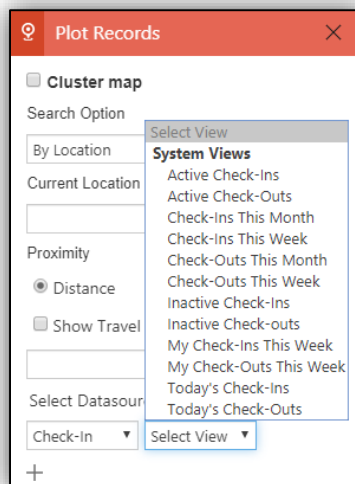 Plot Records
Cluster map
Search Option
By Location
Select View
System Views
Active Check-Ins
Active Check-Outs
Check-Ins This Month
Check-Ins This Week
Check-Outs This Month
Check-Outs This Week
Inactive Check-Ins
Inactive Check-outs
My Check-Ins This Week
My Check-Outs This Week
Today's Check-Ins
Today's Check-Outs
Current Location
Proximity
Distance
Show Travel
Select Datasour
Check-In
Select View